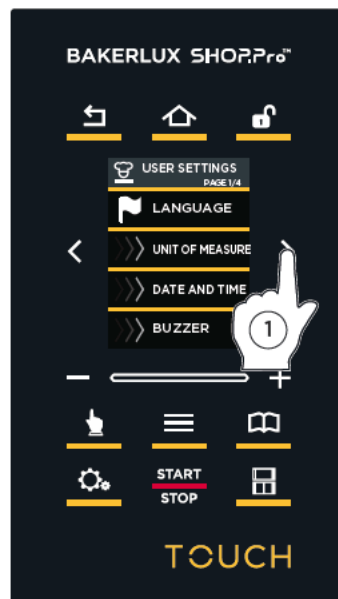 BAKERLUX SHOP.Pro™
USER SETTINGS
PAGE 1/4
LANGUAGE
UNIT OF MEASURE
DATE AND TIME
BUZZER
1
START
STOP
TOUCH